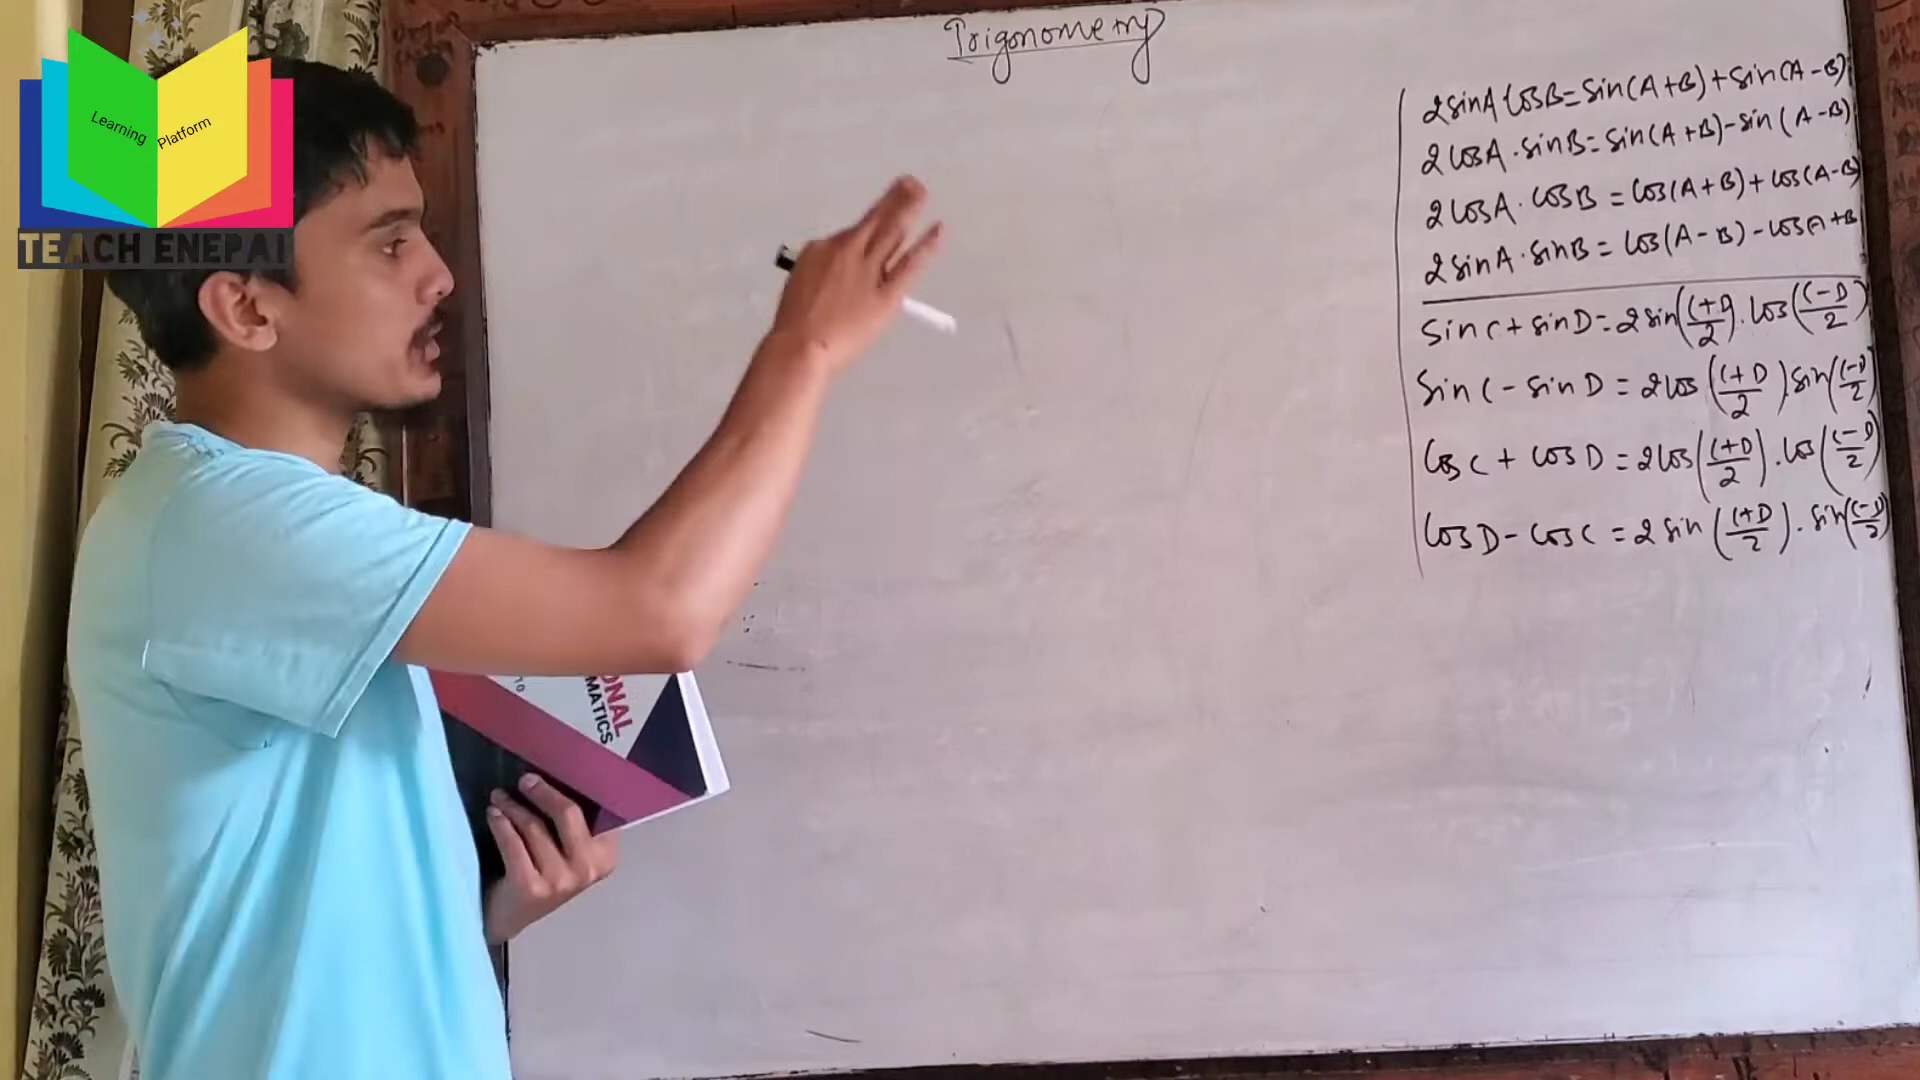 Learning Platform
TEACH ENEPAl
Trigonometry
2sinA cosB=sin(A+B)+sin(A-B)
2cosA·sinB=sin(A+B)-sin(A-B)
2cosA·cosB=cos(A+B)+cos(A-B)
2sinA·sinB=cos(A-B)-cosA+B
sinC+sinD=2sin(C+D/2).cos(C-D/2)
sinC-sinD=2cos(C+D/2).sin(C-D/2)
cosC+cosD=2cos(C+D/2).cos(C-D/2)
cosD-cosC=2sin(C+D/2).sin(C-D/2)
ONAL
MATICS
10